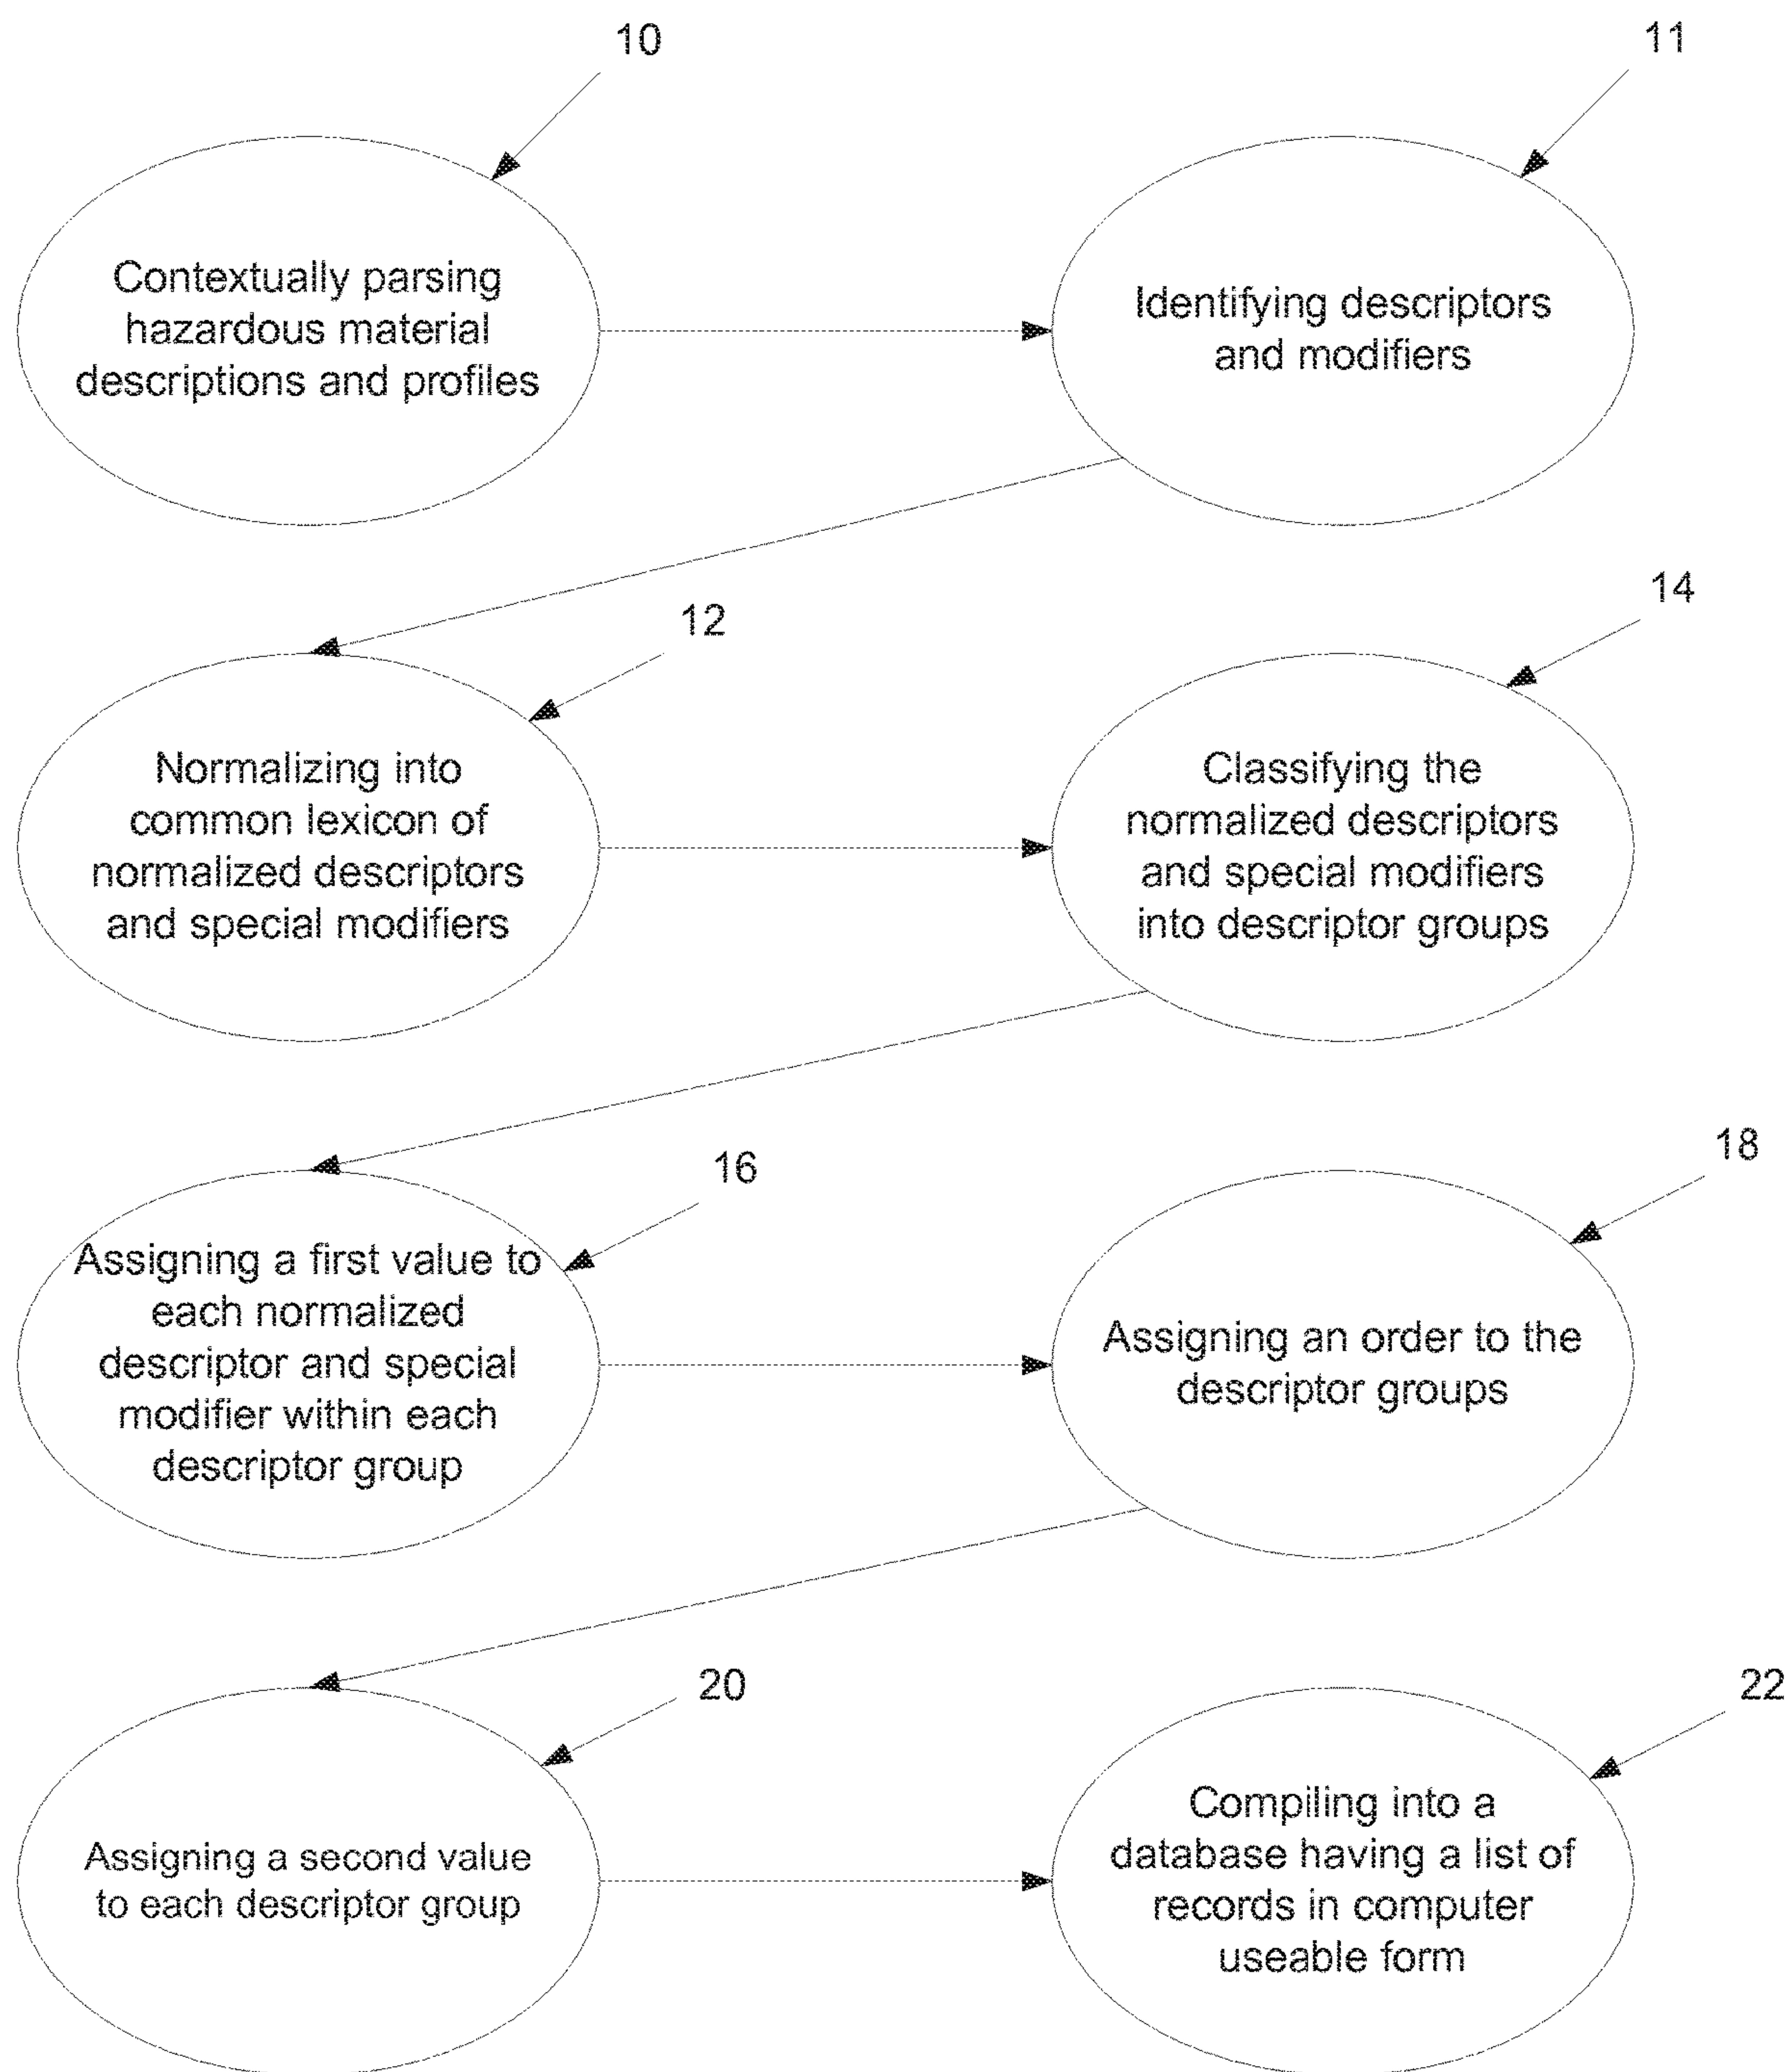 10
11
Contextually parsing
hazardous material
descriptions and profiles
Identifying descriptors
and modifiers
12
14
Normalizing into
common lexicon of
normalized descriptors
and special modifiers
Classifying the
normalized descriptors
and special modifiers
into descriptor groups
16
18
Assigning a first value to
each normalized
descriptor and special
modifier within each
descriptor group
Assigning an order to the
descriptor groups
20
22
Assigning a second value
to each descriptor group
Compiling into a
database having a list of
records in computer
useable form